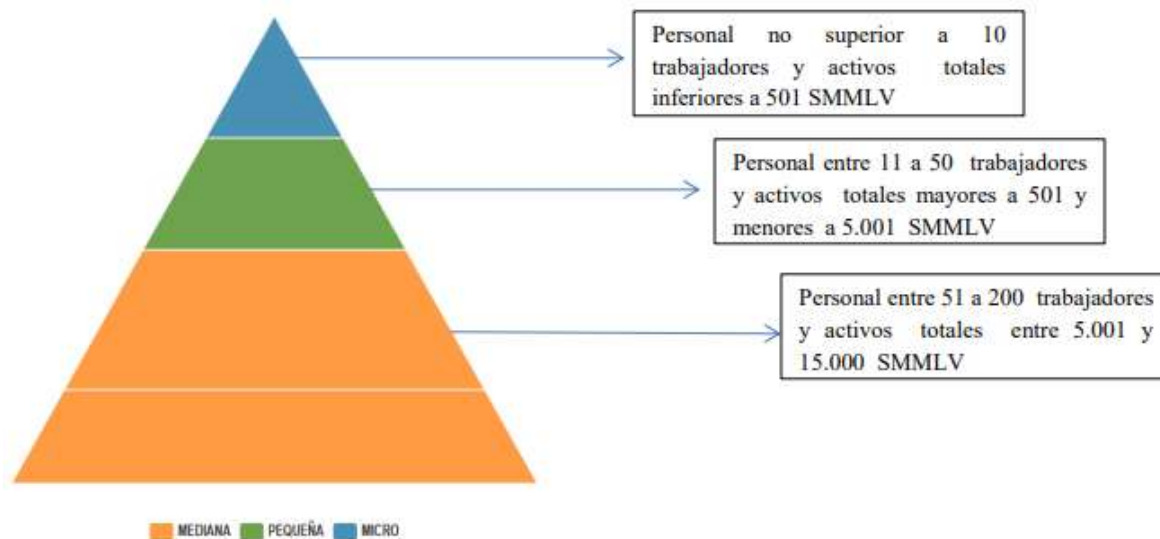 Personal no superior a 10
trabajadores y activos totales
inferiores a 501 SMMLV
Personal entre 11 a 50 trabajadores
y activos totales mayores a 501 y
menores a 5.001 SMMLV
Personal entre 51 a 200 trabajadores
y activos totales entre 5.001 y
15.000 SMMLV
MEDIANA PEQUEÑA MICRO